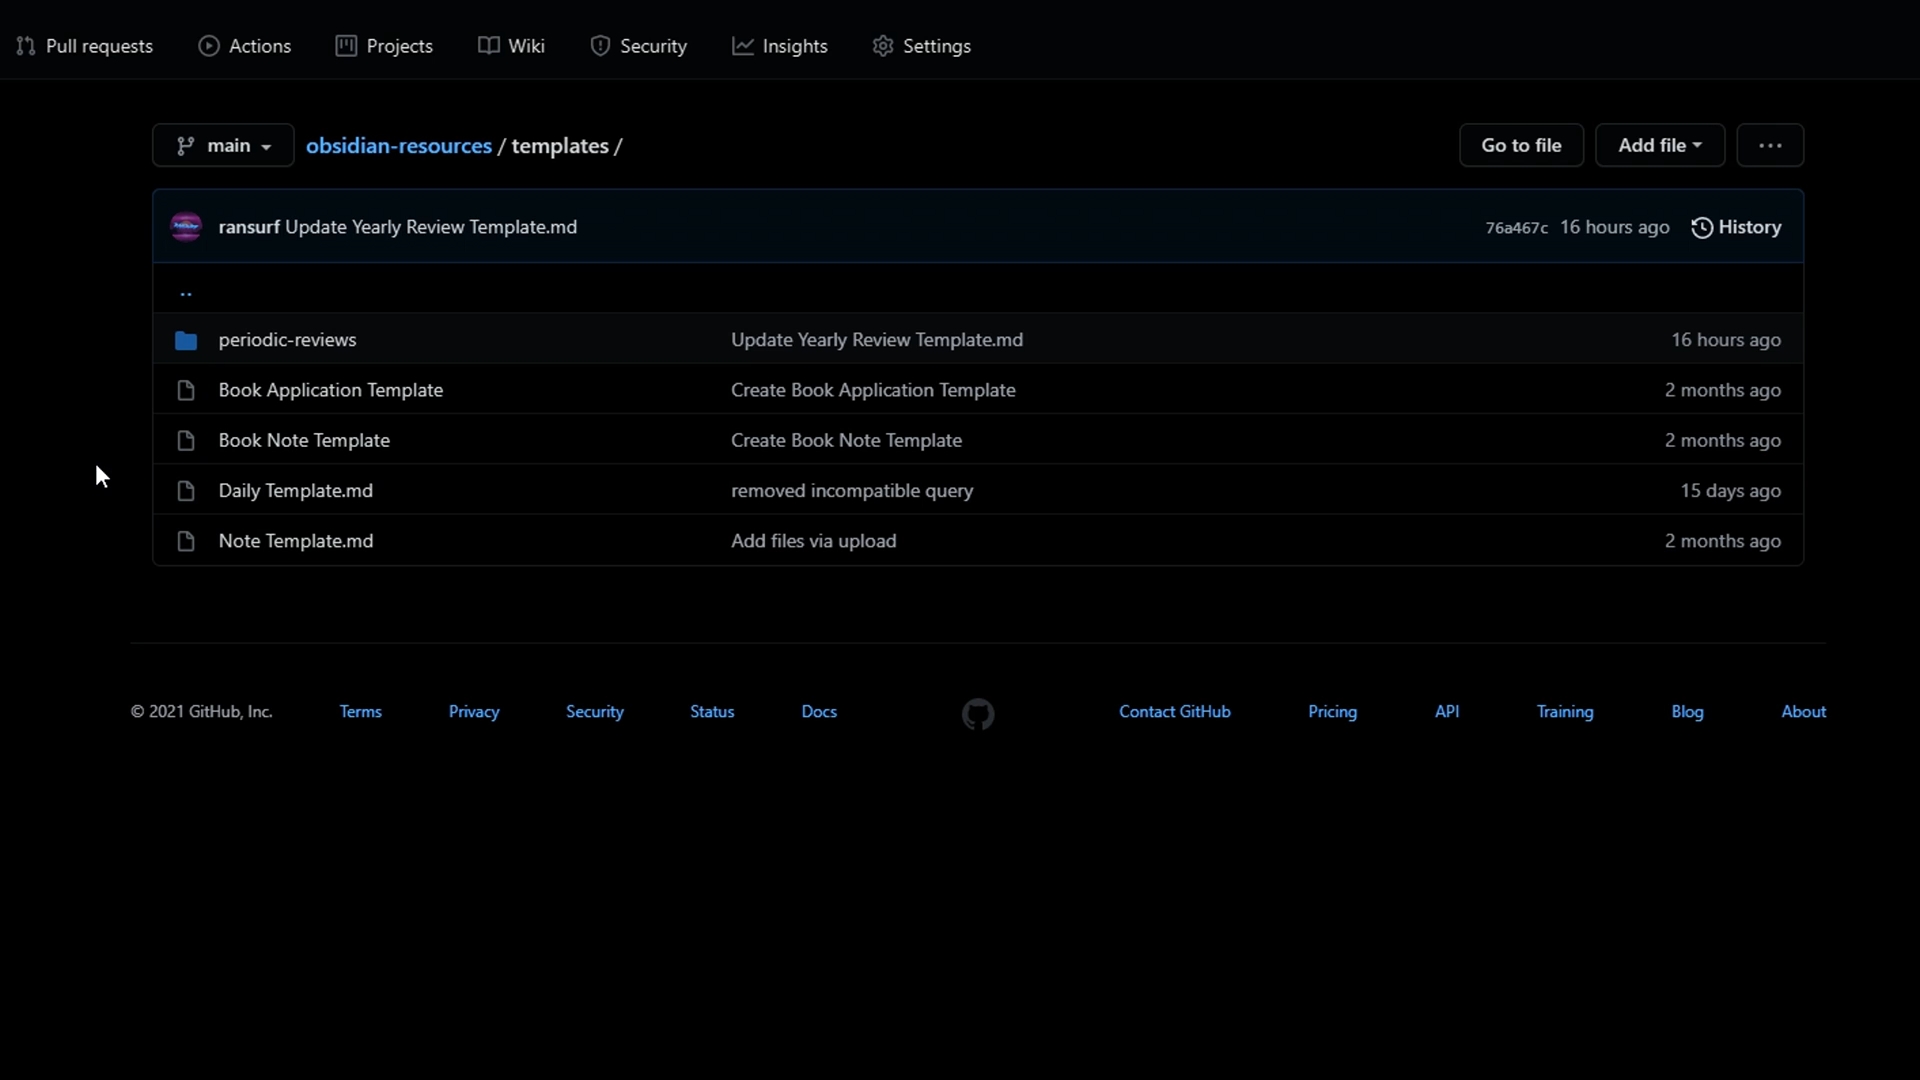 Pull requests Actions Projects Wiki Security Insights Settings
main obsidian-resources / templates / Go to file Add file ...
ransurf Update Yearly Review Template.md 76a467c 16 hours ago History
..
periodic-reviews Update Yearly Review Template.md 16 hours ago
Book Application Template Create Book Application Template 2 months ago
Book Note Template Create Book Note Template 2 months ago
Daily Template.md removed incompatible query 15 days ago
Note Template.md Add files via upload 2 months ago
© 2021 GitHub, Inc. Terms Privacy Security Status Docs Contact GitHub Pricing API Training Blog About